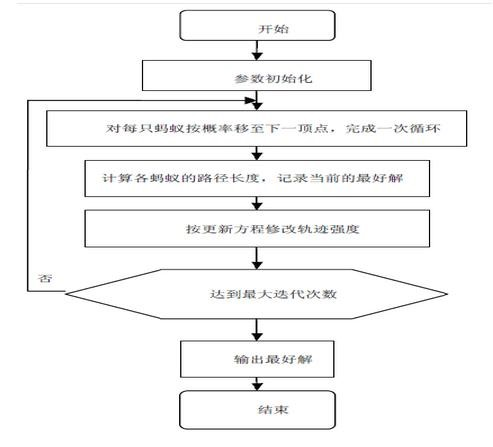 开始
参数初始化
对每只蚂蚁按概率移至下一顶点，完成一次循环
计算各蚂蚁的路径长度，记录当前的最好解
按更新方程修改轨迹强度
否
达到最大迭代次数
输出最好解
结束